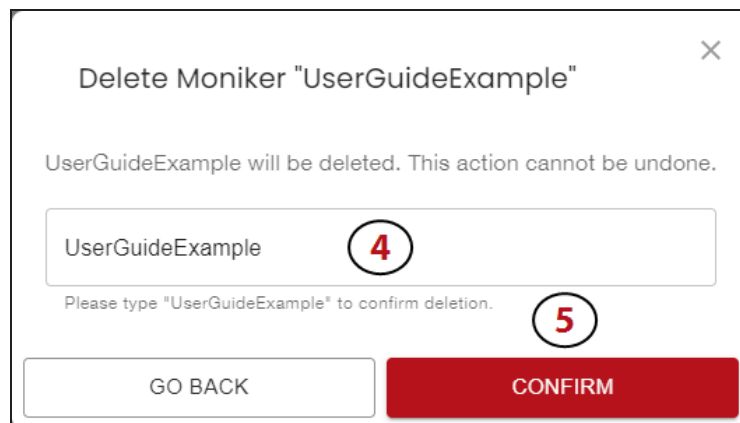 Delete Moniker "UserGuideExample"
UserGuideExample will be deleted. This action cannot be undone.
UserGuideExample 4
Please type "UserGuideExample" to confirm deletion.
5
GO BACK CONFIRM